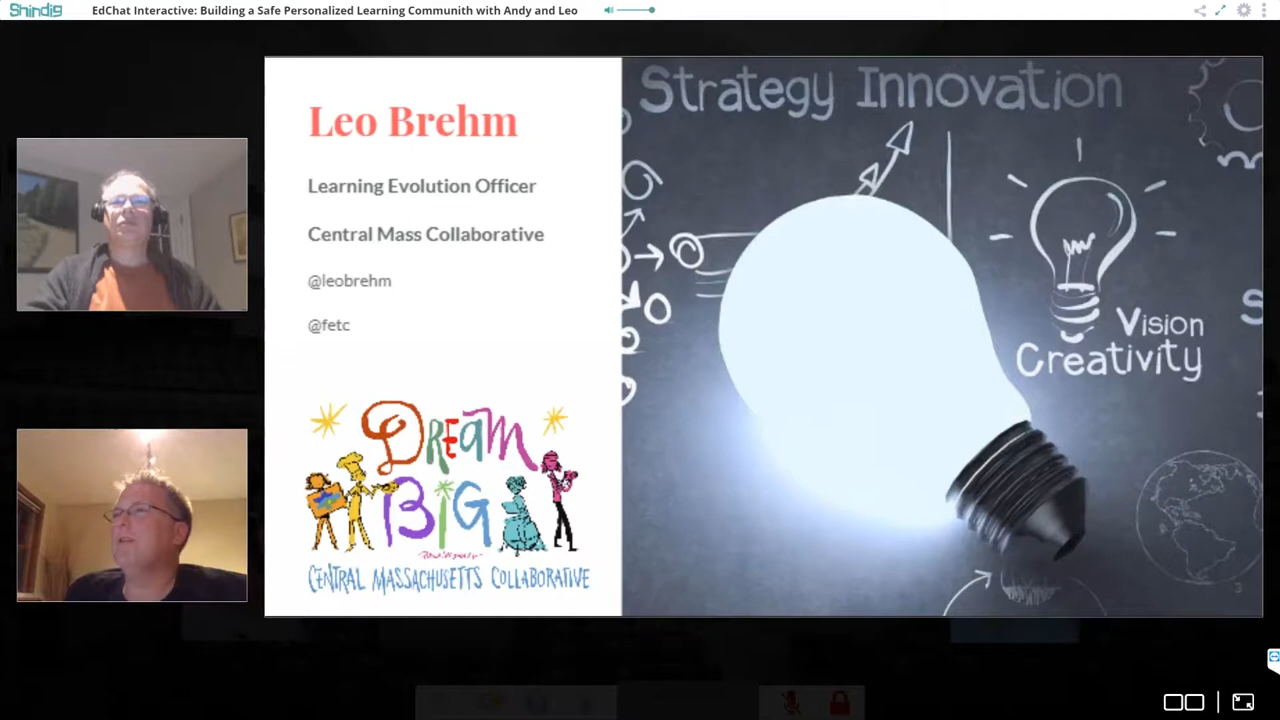 Shindig
EdChat Interactive: Building a Safe Personalized Learning Communith with Andy and Leo
Leo Brehm
Learning Evolution Officer
Central Mass Collaborative
@leobrehm
@fetc
DREAM
BIG
CENTRAL MASSACHUSETTS COLLABORATIVE
Strategy Innovation
Vision
Creativity
S
3